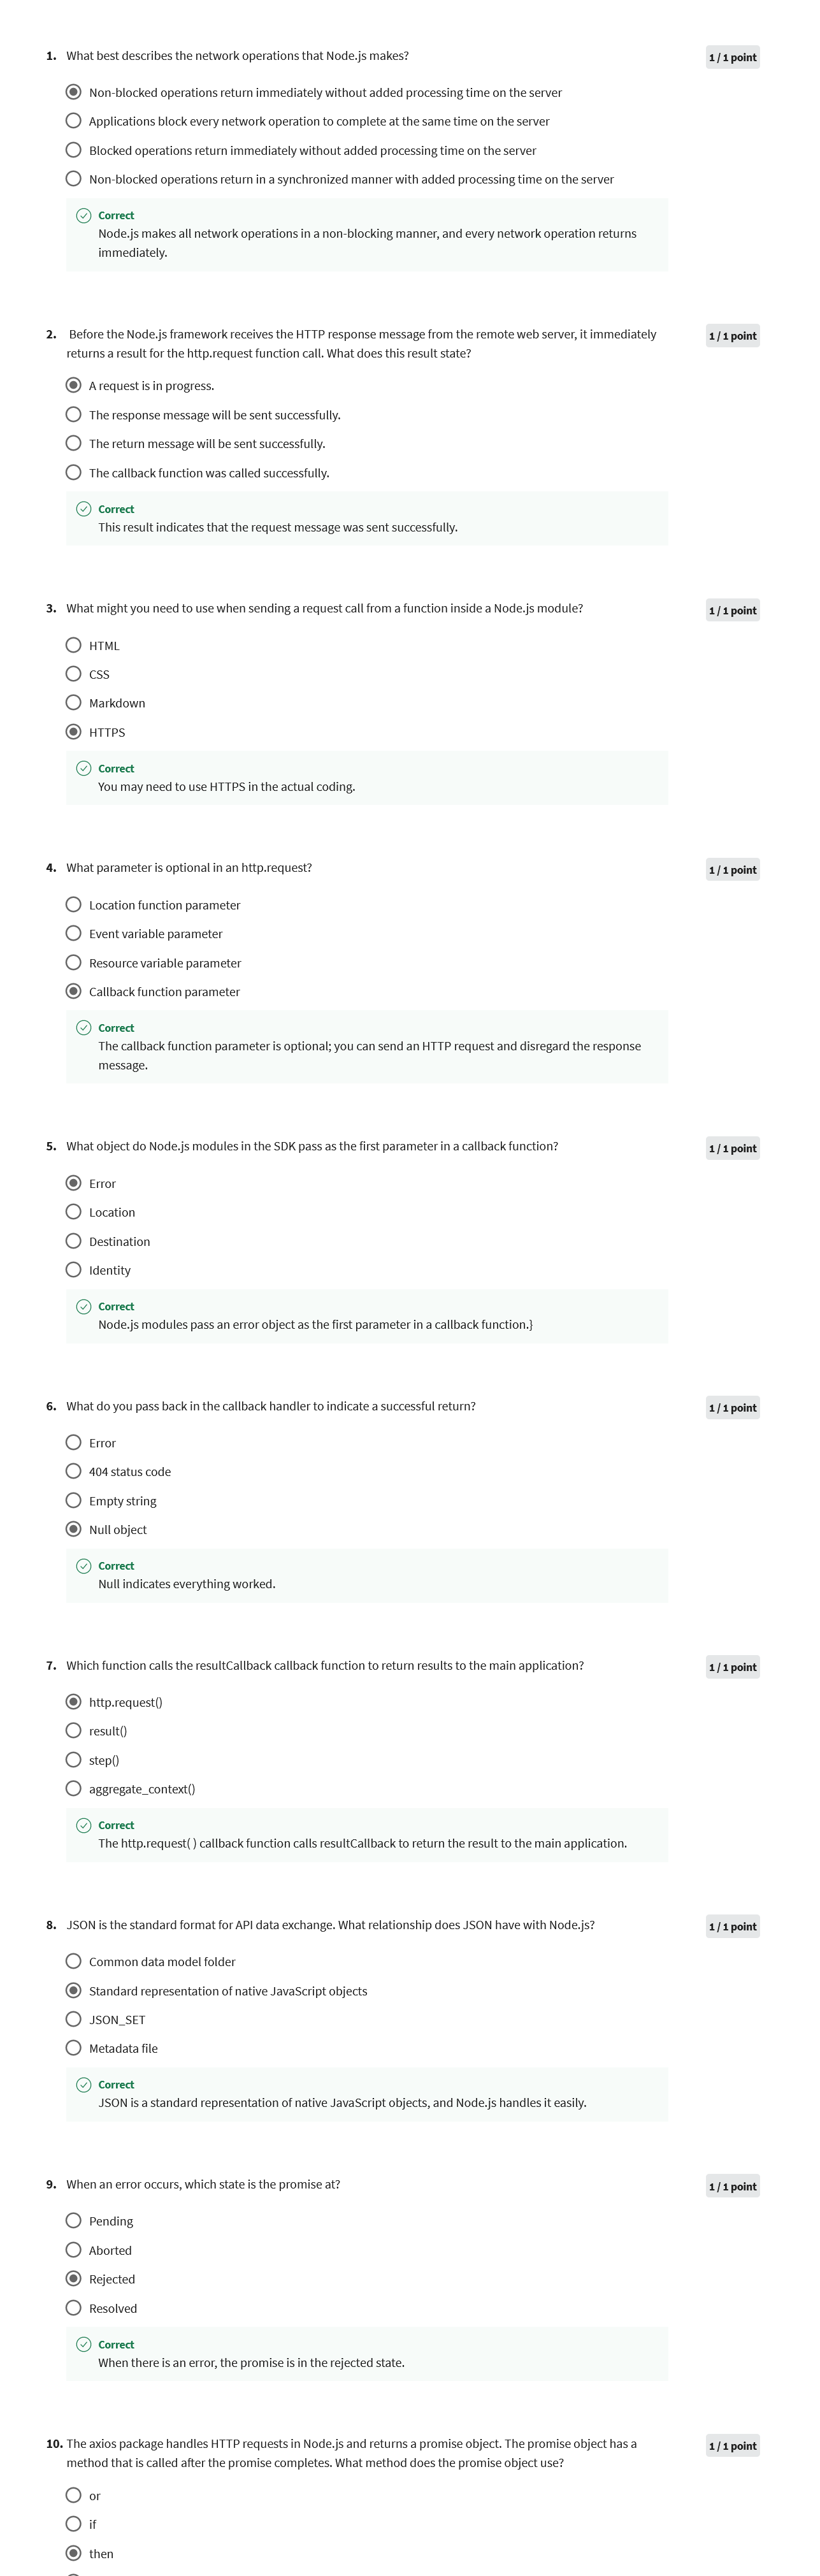 1. What best describes the network operations that Node.js makes?
1 / 1 point
Non-blocked operations return immediately without added processing time on the server
Applications block every network operation to complete at the same time on the server
Blocked operations return immediately without added processing time on the server
Non-blocked operations return in a synchronized manner with added processing time on the server
Correct
Node.js makes all network operations in a non-blocking manner, and every network operation returns
immediately.
2. Before the Node.js framework receives the HTTP response message from the remote web server, it immediately
returns a result for the http.request function call. What does this result state?
1 / 1 point
A request is in progress.
The response message will be sent successfully.
The return message will be sent successfully.
The callback function was called successfully.
Correct
This result indicates that the request message was sent successfully.
3. What might you need to use when sending a request call from a function inside a Node.js module?
1 / 1 point
HTML
CSS
Markdown
HTTPS
Correct
You may need to use HTTPS in the actual coding.
4. What parameter is optional in an http.request?
1 / 1 point
Location function parameter
Event variable parameter
Resource variable parameter
Callback function parameter
Correct
The callback function parameter is optional; you can send an HTTP request and disregard the response
message.
5. What object do Node.js modules in the SDK pass as the first parameter in a callback function?
1 / 1 point
Error
Location
Destination
Identity
Correct
Node.js modules pass an error object as the first parameter in a callback function.}
6. What do you pass back in the callback handler to indicate a successful return?
1 / 1 point
Error
404 status code
Empty string
Null object
Correct
Null indicates everything worked.
7. Which function calls the resultCallback callback function to return results to the main application?
1 / 1 point
http.request()
result()
step()
aggregate_context()
Correct
The http.request( ) callback function calls resultCallback to return the result to the main application.
8. JSON is the standard format for API data exchange. What relationship does JSON have with Node.js?
1 / 1 point
Common data model folder
Standard representation of native JavaScript objects
JSON_SET
Metadata file
Correct
JSON is a standard representation of native JavaScript objects, and Node.js handles it easily.
9. When an error occurs, which state is the promise at?
1 / 1 point
Pending
Aborted
Rejected
Resolved
Correct
When there is an error, the promise is in the rejected state.
10. The axios package handles HTTP requests in Node.js and returns a promise object. The promise object has a
method that is called after the promise completes. What method does the promise object use?
1 / 1 point
or
if
then